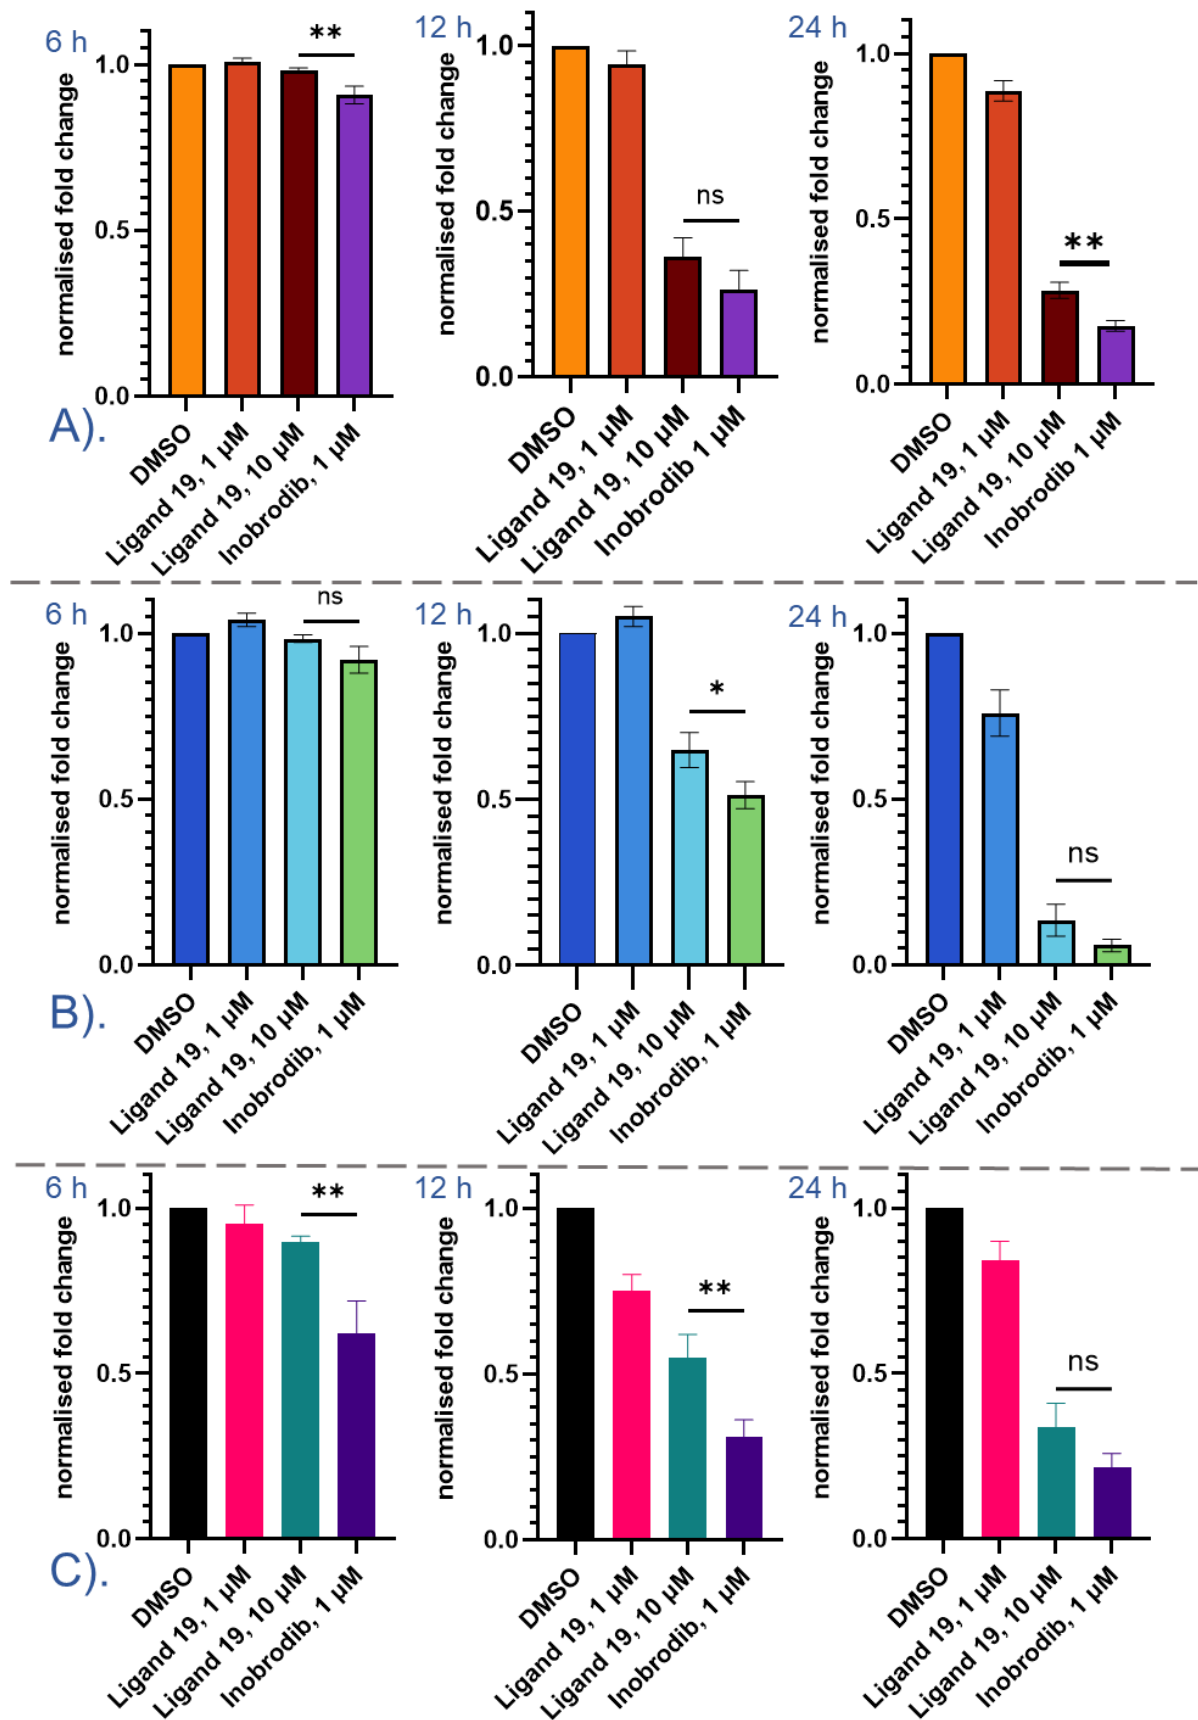 6 h
normalised fold change
1.0
0.5
0.0
**
DMSO
Ligand 19, 1 µM
Ligand 19, 10 µM
Inobrodib, 1 µM
12 h
normalised fold change
1.0
0.5
0.0
ns
DMSO
Ligand 19, 1 µM
Ligand 19, 10 µM
Inobrodib 1 µM
24 h
normalised fold change
1.0
0.5
0.0
**
DMSO
Ligand 19, 1 µM
Ligand 19, 10 µM
Inobrodib 1 µM
A).
6 h
normalised fold change
1.0
0.5
0.0
ns
DMSO
Ligand 19, 1 µM
Ligand 19, 10 µM
Inobrodib, 1 µM
12 h
normalised fold change
1.0
0.5
0.0
*
DMSO
Ligand 19, 1 µM
Ligand 19, 10 µM
Inobrodib, 1 µM
24 h
normalised fold change
1.0
0.5
0.0
ns
DMSO
Ligand 19, 1 µM
Ligand 19, 10 µM
Inobrodib, 1 µM
B).
6 h
normalised fold change
1.0
0.5
0.0
**
DMSO
Ligand 19, 1 µM
Ligand 19, 10 µM
Inobrodib, 1 µM
12 h
normalised fold change
1.0
0.5
0.0
**
DMSO
Ligand 19, 1 µM
Ligand 19, 10 µM
Inobrodib, 1 µM
24 h
normalised fold change
1.0
0.5
0.0
ns
DMSO
Ligand 19, 1 µM
Ligand 19, 10 µM
Inobrodib, 1 µM
C).